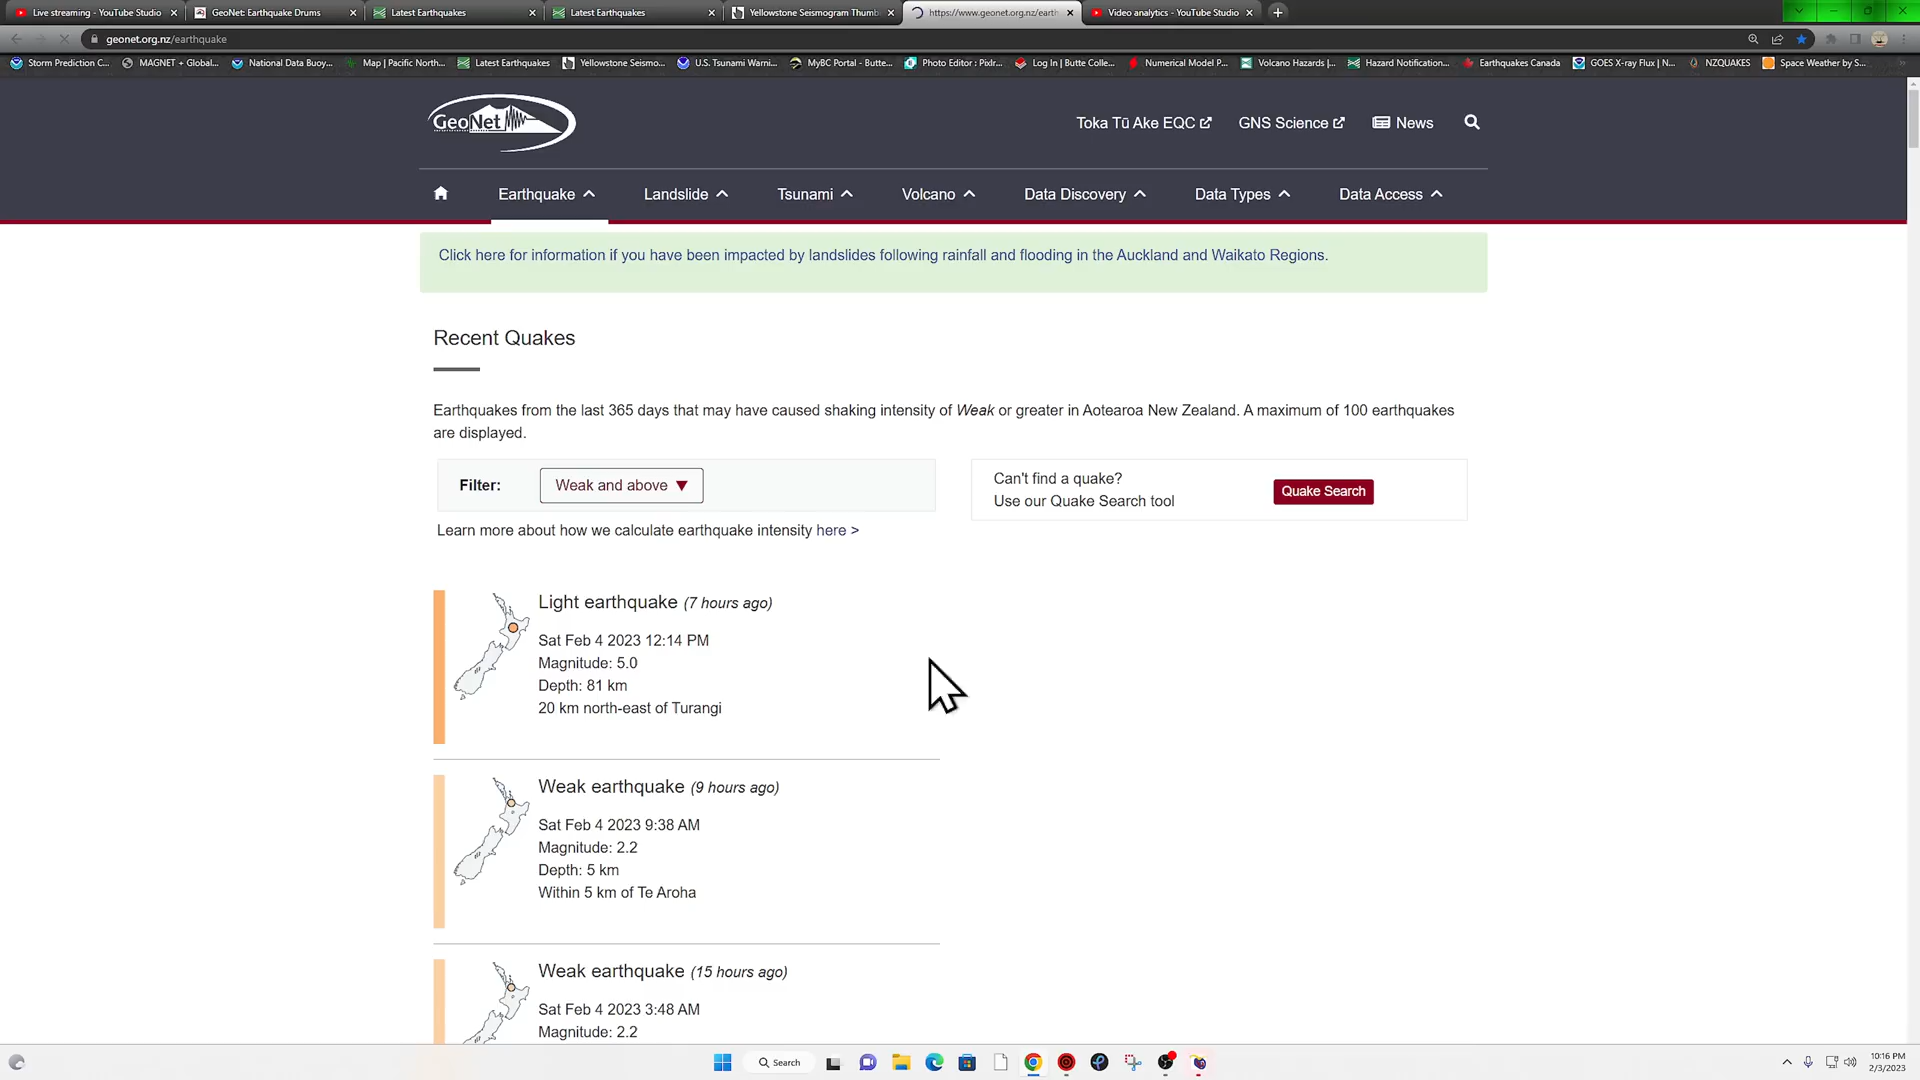 Live streaming - YouTube Studio
GeoNet: Earthquake Drums
Latest Earthquakes
Latest Earthquakes
Yellowstone Seismogram Thumb
https://www.geonet.org.nz/earth
Video analytics - YouTube Studio
geonet.org.nz/earthquake
Storm Prediction C...
MAGNET + Global...
National Data Buoy...
Map | Pacific North...
Latest Earthquakes
Yellowstone Seismo...
U.S. Tsunami Warni...
MyBC Portal - Butte...
Photo Editor : Pixlr...
Log In | Butte Colle...
Numerical Model P...
Volcano Hazards |...
Hazard Notification...
Earthquakes Canada
GOES X-ray Flux | N...
NZQUAKES
Space Weather by S...
GeoNet
Toka Tū Ake EQC
GNS Science
News
Earthquake
Landslide
Tsunami
Volcano
Data Discovery
Data Types
Data Access
Click here for information if you have been impacted by landslides following rainfall and flooding in the Auckland and Waikato Regions.
Recent Quakes
Earthquakes from the last 365 days that may have caused shaking intensity of Weak or greater in Aotearoa New Zealand. A maximum of 100 earthquakes
are displayed.
Filter:
Weak and above
Can't find a quake?
Use our Quake Search tool
Quake Search
Learn more about how we calculate earthquake intensity here >
Light earthquake (7 hours ago)
Sat Feb 4 2023 12:14 PM
Magnitude: 5.0
Depth: 81 km
20 km north-east of Turangi
Weak earthquake (9 hours ago)
Sat Feb 4 2023 9:38 AM
Magnitude: 2.2
Depth: 5 km
Within 5 km of Te Aroha
Weak earthquake (15 hours ago)
Sat Feb 4 2023 3:48 AM
Magnitude: 2.2
Search
10:16 PM
2/3/2023